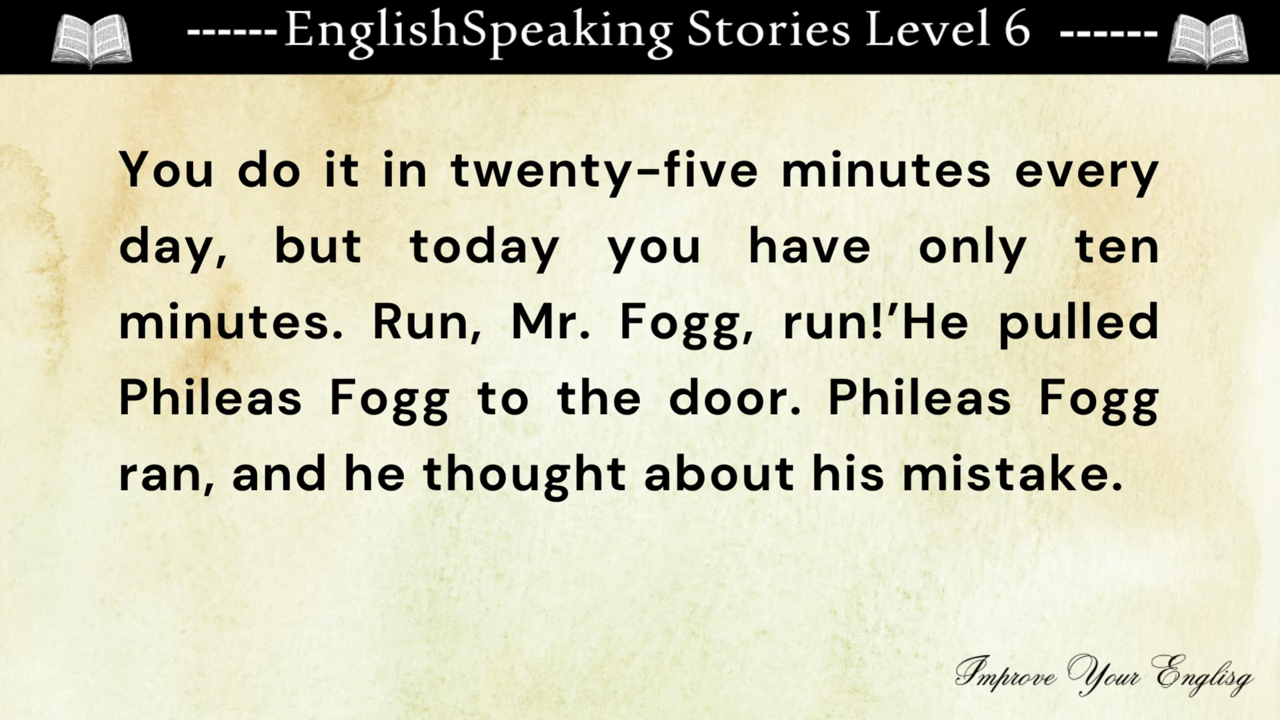 ------EnglishSpeaking Stories Level 6 ------
You do it in twenty-five minutes every
day, but today you have only ten
minutes. Run, Mr. Fogg, run!’He pulled
Phileas Fogg to the door. Phileas Fogg
ran, and he thought about his mistake.
Improve Your Englisg